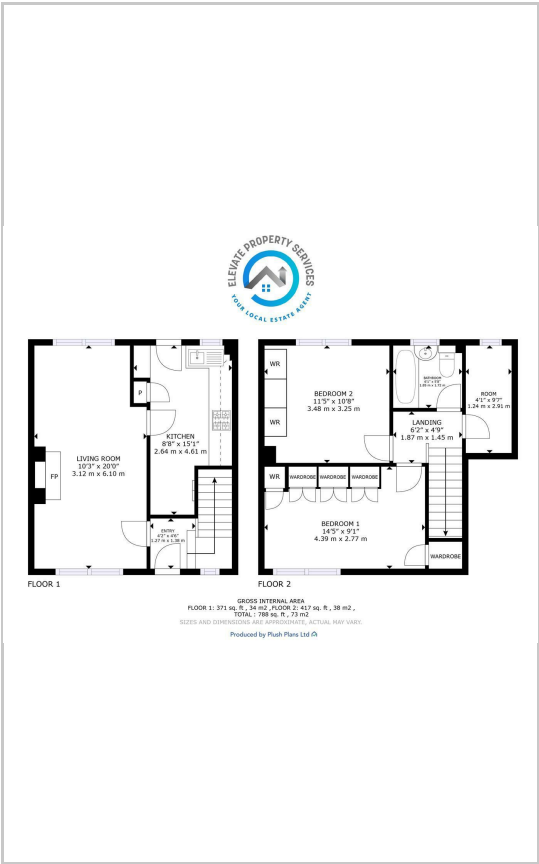 ELEVATE PROPERTY SERVICES
YOUR LOCAL ESTATE AGENT
WR
WR
BEDROOM 2
11'5" x 10'8"
3.48 m x 3.25 m
BATHROOM
ROOM
4'1" x 9'7"
1.24 m x 2.91 m
LANDING
6'2" x 4'9"
1.87 m x 1.45 m
P
KITCHEN
8'8" x 15'1"
2.64 m x 4.61 m
LIVING ROOM
10'3" x 20'0"
3.12 m x 6.10 m
FP
ENTRY
4'2" x 4'6"
1.27 m x 1.38 m
WR
WARDROBE
WARDROBE
WARDROBE
BEDROOM 1
14'5" x 9'1"
4.39 m x 2.77 m
WARDROBE
FLOOR 1
FLOOR 2
GROSS INTERNAL AREA
FLOOR 1: 371 sq. ft , 34 m2 ,FLOOR 2: 417 sq. ft , 38 m2 ,
TOTAL : 788 sq. ft , 73 m2
SIZES AND DIMENSIONS ARE APPROXIMATE, ACTUAL MAY VARY.
Produced by Plush Plans Ltd